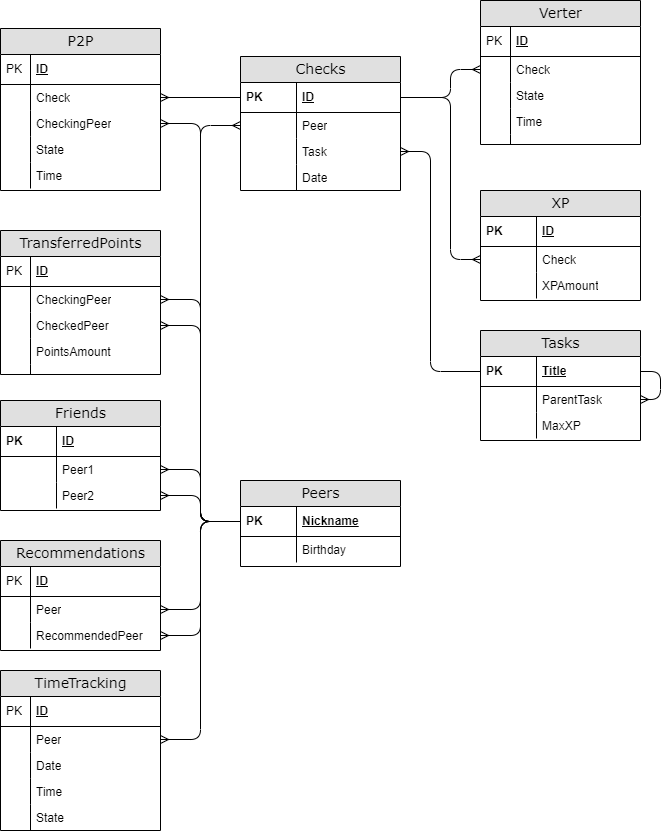 P2P
PK ID
Check
CheckingPeer
State
Time
Checks
PK ID
Peer
Task
Date
Verter
PK ID
Check
State
Time
XP
PK ID
Check
XPAmount
TransferredPoints
PK ID
CheckingPeer
CheckedPeer
PointsAmount
Tasks
PK Title
ParentTask
MaxXP
Friends
PK ID
Peer1
Peer2
Peers
PK Nickname
Birthday
Recommendations
PK ID
Peer
RecommendedPeer
TimeTracking
PK ID
Peer
Date
Time
State